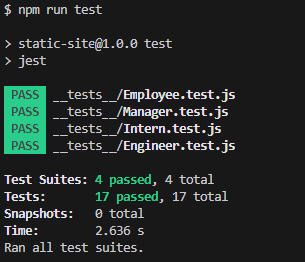 $ npm run test
> static-site@1.0.0 test
> jest
PASS __tests__/Employee.test.js
PASS __tests__/Manager.test.js
PASS __tests__/Intern.test.js
PASS __tests__/Engineer.test.js
Test Suites: 4 passed, 4 total
Tests: 17 passed, 17 total
Snapshots: 0 total
Time: 2.636 s
Ran all test suites.